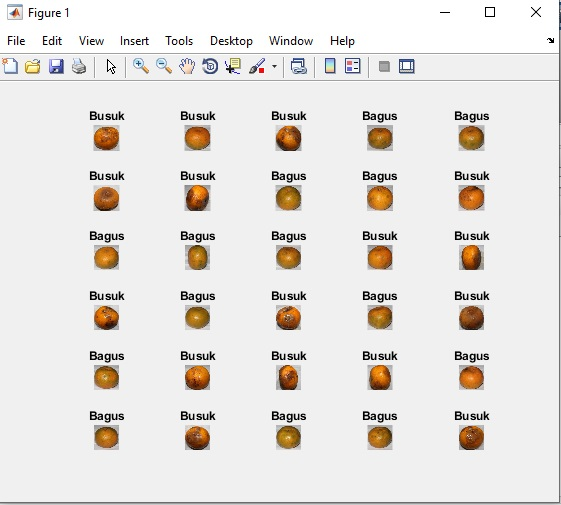 Figure 1
File Edit View Insert Tools Desktop Window Help
Busuk Busuk Busuk Bagus Bagus
Busuk Busuk Bagus Bagus Busuk
Bagus Bagus Bagus Busuk Busuk
Busuk Bagus Busuk Bagus Busuk
Bagus Busuk Busuk Busuk Busuk
Bagus Busuk Bagus Bagus Busuk